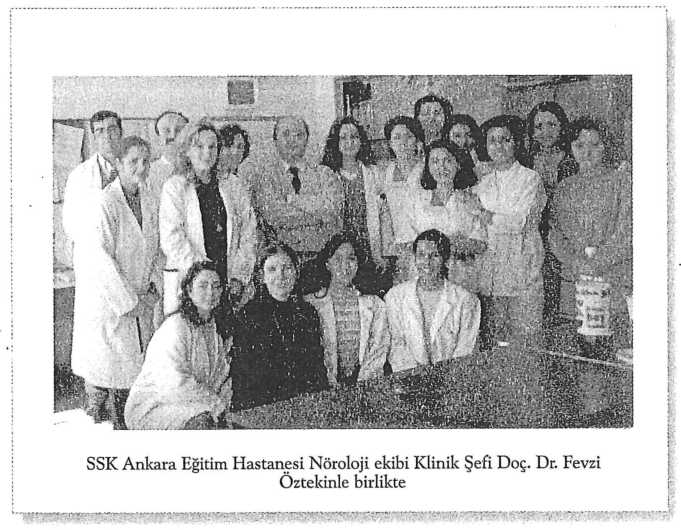 SSK Ankara Eğitim Hastanesi Nöroloji ekibi Klinik Şefi Doç. Dr. Fevzi
Öztekinle birlikte